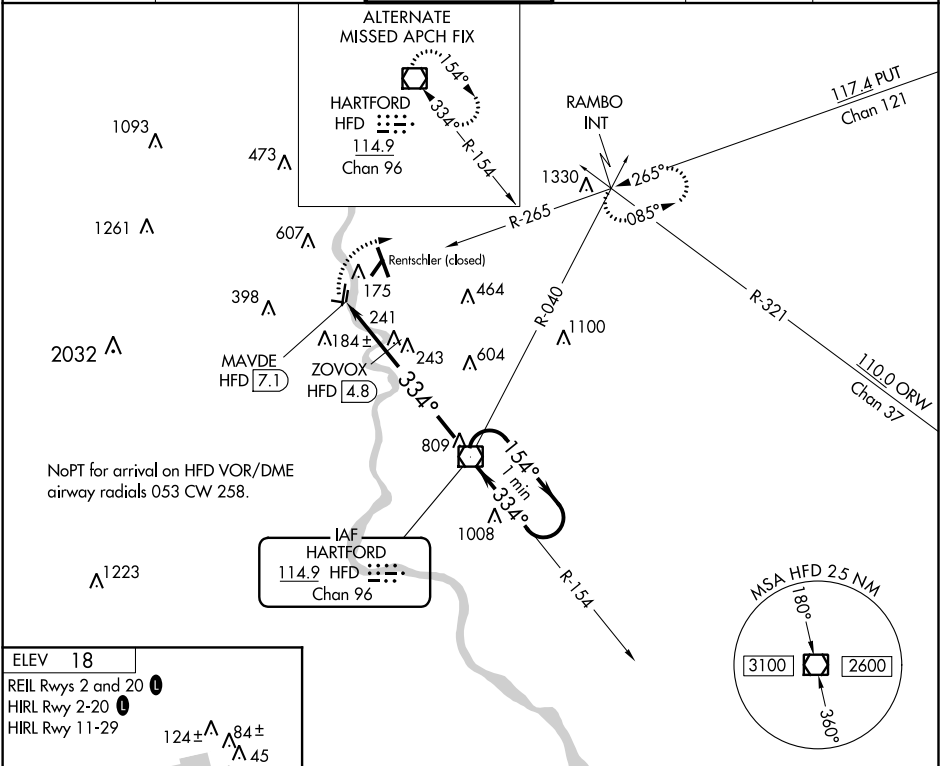 ALTERNATE
MISSED APCH FIX
154°
334°
HARTFORD
HFD
114.9
Chan 96
R-154
RAMBO
INT
117.4 PUT
Chan 121
1093
473
1330
265°
085°
R-265
1261
607
Rentschler (closed)
175
398
464
R-040
R-321
241
1100
2032
184±
243
604
MAVDE
HFD 7.1
ZOVOX
HFD 4.8
334°
110.0 ORW
Chan 37
809
154°
1 min
334°
NoPT for arrival on HFD VOR/DME
airway radials 053 CW 258.
1008
IAF
HARTFORD
114.9 HFD
Chan 96
1223
R-154
MSA HFD 25 NM
180°
3100
2600
360°
ELEV 18
REIL Rwys 2 and 20 L
HIRL Rwy 2-20 L
HIRL Rwy 11-29
124±
84±
45